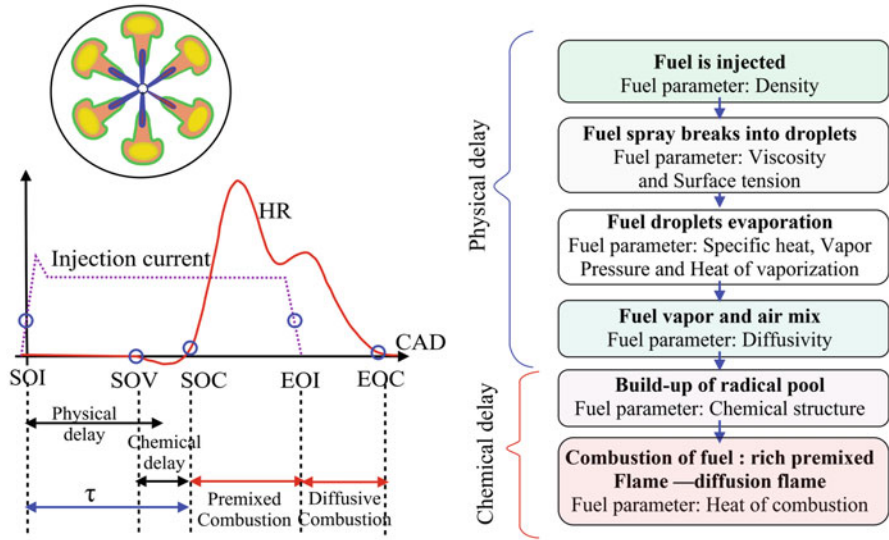 HR
Injection current
CAD
SOI
SOV
SOC
EOI
EOC
Physical
delay
Chemical
delay
τ
Premixed
Combustion
Diffusive
Combustion
Physical delay
Chemical delay
Fuel is injected
Fuel parameter: Density
Fuel spray breaks into droplets
Fuel parameter: Viscosity
and Surface tension
Fuel droplets evaporation
Fuel parameter: Specific heat, Vapor
Pressure and Heat of vaporization
Fuel vapor and air mix
Fuel parameter: Diffusivity
Build-up of radical pool
Fuel parameter: Chemical structure
Combustion of fuel : rich premixed
Flame —diffusion flame
Fuel parameter: Heat of combustion